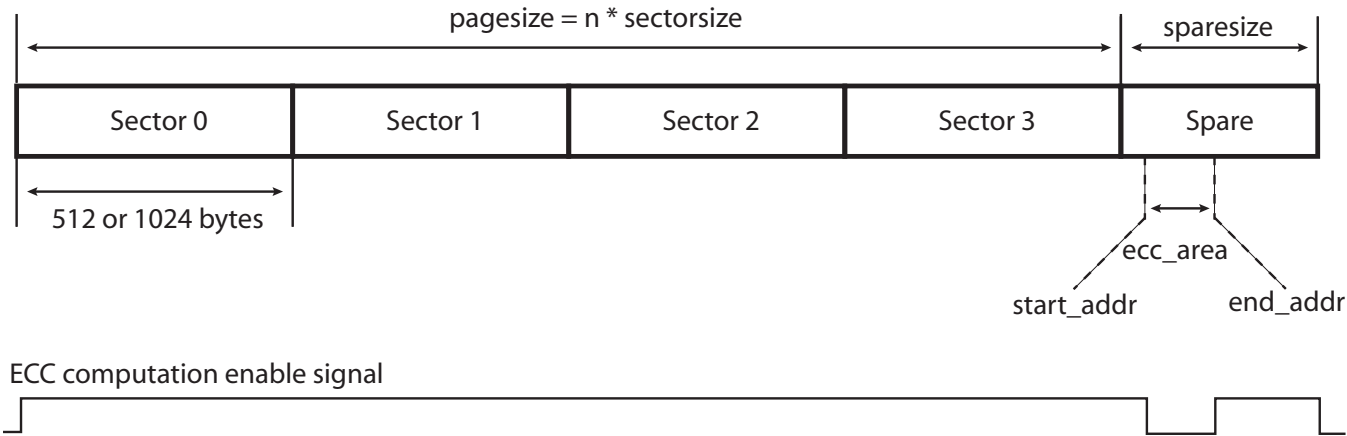 pagesize = n * sectorsize
sparesize
Sector 0
Sector 1
Sector 2
Sector 3
Spare
512 or 1024 bytes
ecc_area
start_addr
end_addr
ECC computation enable signal